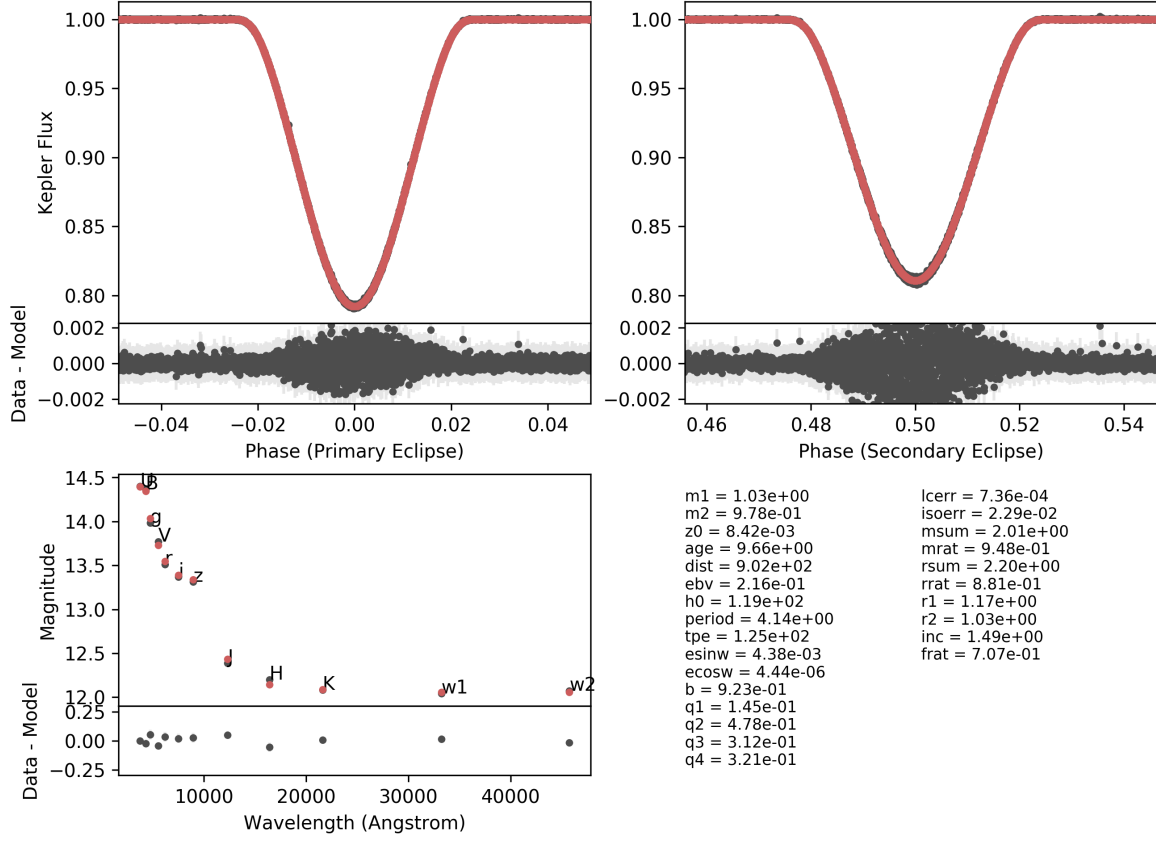 1.00
0.95
0.90
0.85
0.80
Kepler Flux
0.002
0.000
−0.002
Data - Model
−0.04
−0.02
0.00
0.02
0.04
Phase (Primary Eclipse)
1.00
0.95
0.90
0.85
0.80
0.002
0.000
−0.002
0.46
0.48
0.50
0.52
0.54
Phase (Secondary Eclipse)
14.5
14.0
13.5
13.0
12.5
12.0
Magnitude
U
B
g
V
r
i
z
J
H
K
w1
w2
0.25
0.00
−0.25
Data - Model
10000
20000
30000
40000
Wavelength (Angstrom)
m1 = 1.03e+00
m2 = 9.78e-01
z0 = 8.42e-03
age = 9.66e+00
dist = 9.02e+02
ebv = 2.16e-01
h0 = 1.19e+02
period = 4.14e+00
tpe = 1.25e+02
esinw = 4.38e-03
ecosw = 4.44e-06
b = 9.23e-01
q1 = 1.45e-01
q2 = 4.78e-01
q3 = 3.12e-01
q4 = 3.21e-01
lcerr = 7.36e-04
isoerr = 2.29e-02
msum = 2.01e+00
mrat = 9.48e-01
rsum = 2.20e+00
rrat = 8.81e-01
r1 = 1.17e+00
r2 = 1.03e+00
inc = 1.49e+00
frat = 7.07e-01